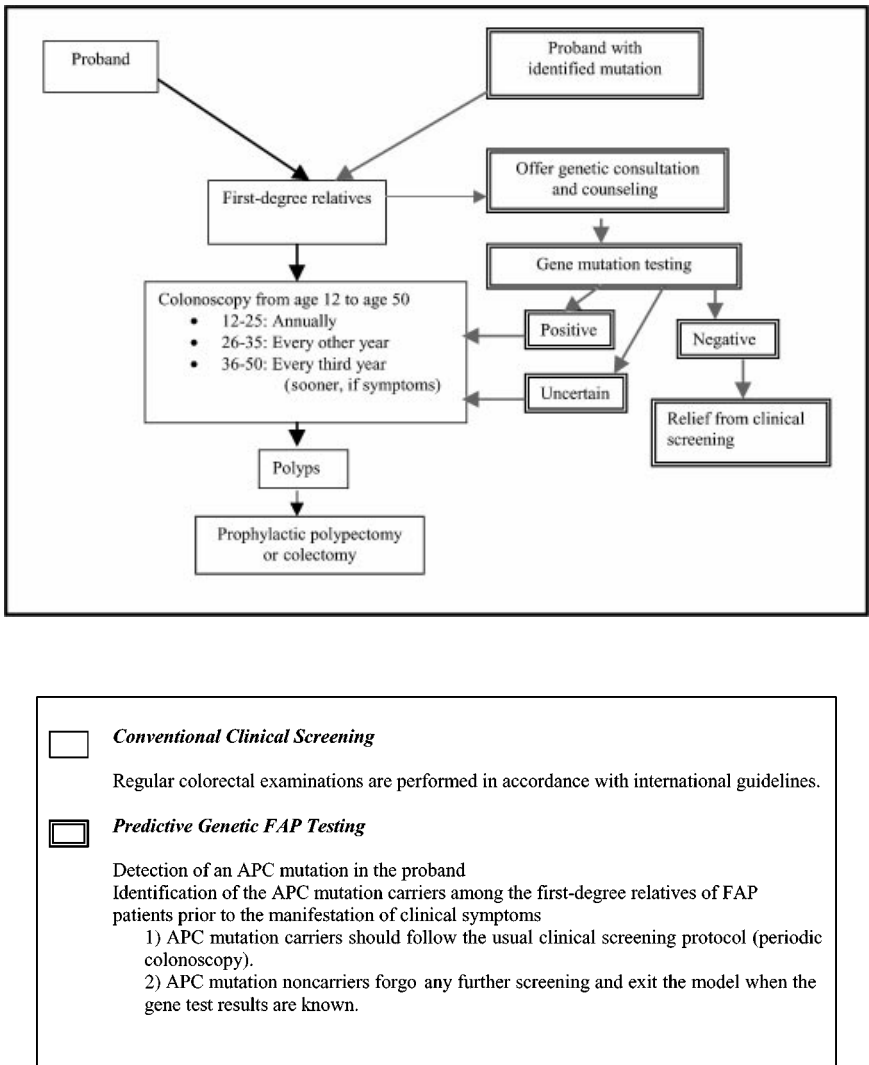 Proband
Proband with
identified mutation
First-degree relatives
Offer genetic consultation
and counseling
Gene mutation testing
Colonoscopy from age 12 to age 50
• 12-25: Annually
• 26-35: Every other year
• 36-50: Every third year
(sooner, if symptoms)
Positive
Negative
Uncertain
Relief from clinical
screening
Polyps
Prophylactic polypectomy
or colectomy
Conventional Clinical Screening
Regular colorectal examinations are performed in accordance with international guidelines.
Predictive Genetic FAP Testing
Detection of an APC mutation in the proband
Identification of the APC mutation carriers among the first-degree relatives of FAP
patients prior to the manifestation of clinical symptoms
1) APC mutation carriers should follow the usual clinical screening protocol (periodic
colonoscopy).
2) APC mutation noncarriers forgo any further screening and exit the model when the
gene test results are known.